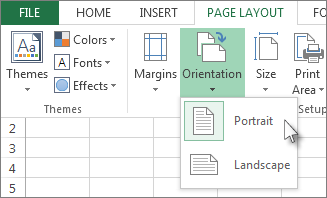 FILE HOME INSERT PAGE LAYOUT
Aa Colors
Fonts
Effects
Themes Margins Orientation Size Print
Area
Themes Setup
Portrait
Landscape
2
3
4
5